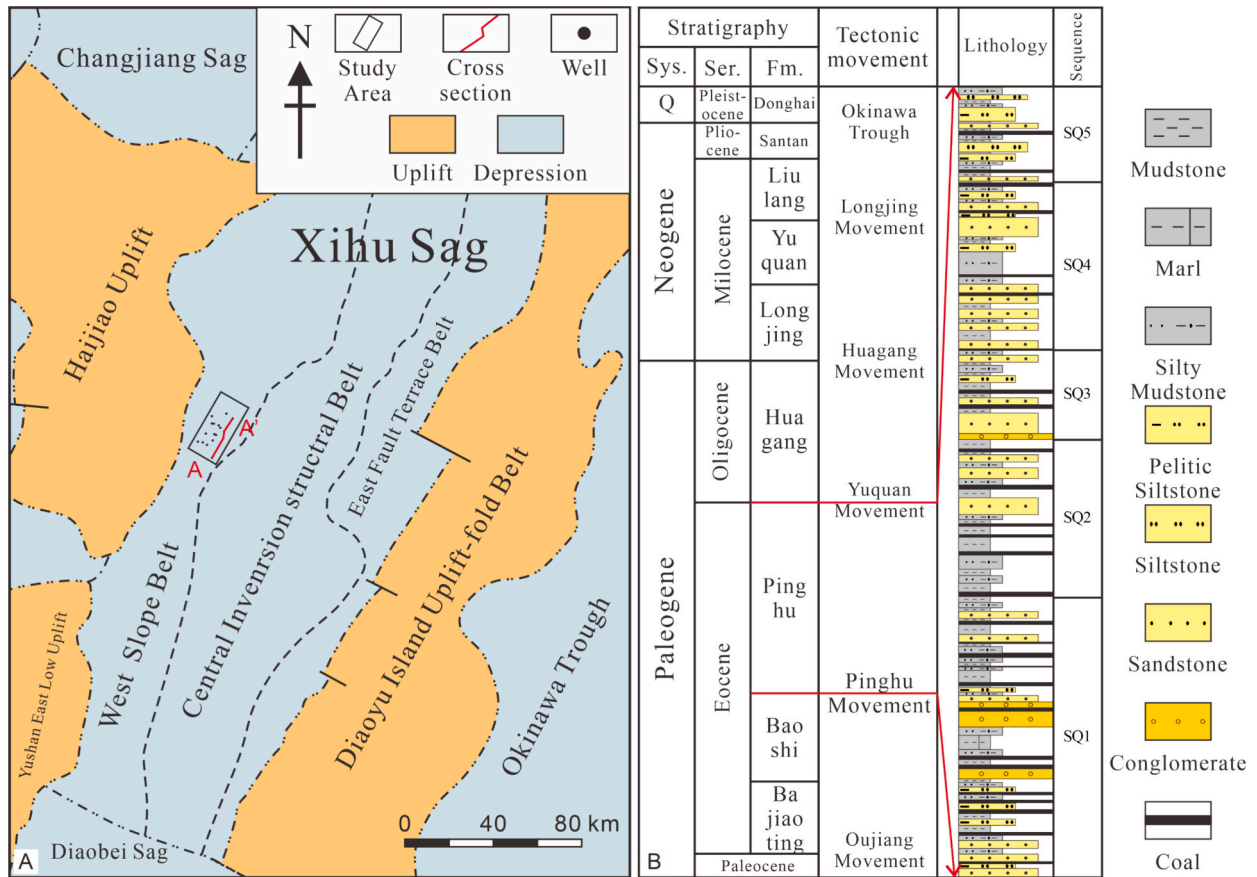 Changjiang Sag
N
Study
Area
Cross
section
Well
Uplift
Depression
Xihu Sag
Haijiao Uplift
A
A'
East Fault Terrace Belt
Central Invenrsion structral Belt
West Slope Belt
Diaoyu Island Uplift-fold Belt
Okinawa Trough
Yushan East Low Uplift
Diaobei Sag
0 40 80 km
A
Stratigraphy
Tectonic
movement
Lithology
Sequence
Sys.
Ser.
Fm.
Q
Pleist-
ocene
Donghai
Okinawa
Trough
SQ5
Neogene
Plio-
cene
Santan
Milocene
Liu
lang
Longjing
Movement
SQ4
Yu
quan
Long
jing
Huagang
Movement
SQ3
Paleogene
Oligocene
Hua
gang
Yuquan
Movement
SQ2
Eocene
Ping
hu
Pinghu
Movement
SQ1
Bao
shi
Ba
jiao
ting
Oujiang
Movement
Paleocene
B
Mudstone
Marl
Silty
Mudstone
Pelitic
Siltstone
Siltstone
Sandstone
Conglomerate
Coal